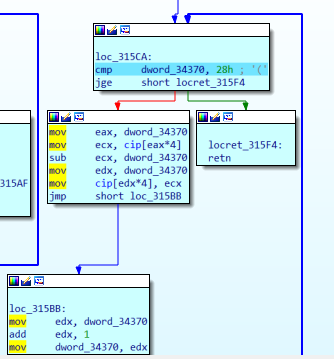 loc_315CA:
cmp dword_34370, 28h ; '('
jge short locret_315F4
mov eax, dword_34370
mov ecx, cip[eax*4]
sub ecx, dword_34370
mov edx, dword_34370
mov cip[edx*4], ecx
jmp short loc_315BB
locret_315F4:
retn
315AF
loc_315BB:
mov edx, dword_34370
add edx, 1
mov dword_34370, edx